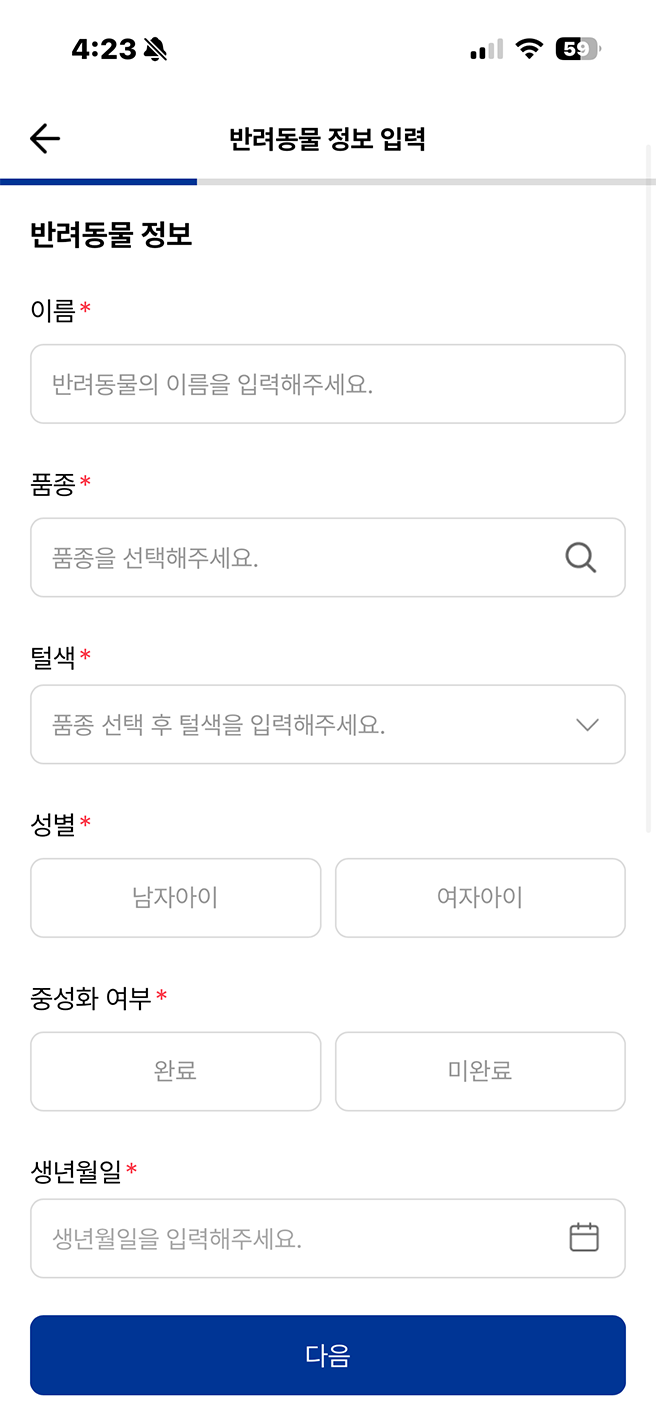 4:23
59
반려동물 정보 입력
반려동물 정보
이름*
반려동물의 이름을 입력해주세요.
품종*
품종을 선택해주세요.
털색*
품종 선택 후 털색을 입력해주세요.
성별*
남자아이 여자아이
중성화 여부*
완료 미완료
생년월일*
생년월일을 입력해주세요.
다음